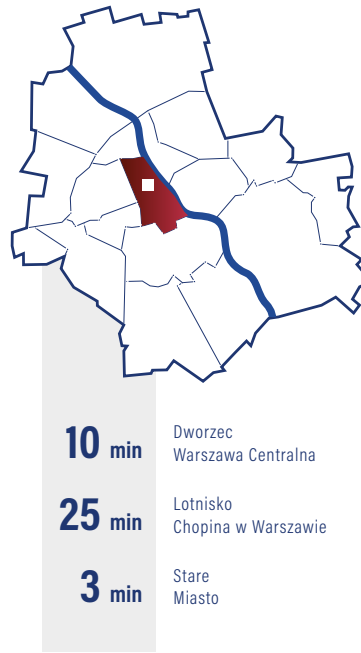 10 min
Dworzec
Warszawa Centralna
25 min
Lotnisko
Chopina w Warszawie
3 min
Stare
Miasto